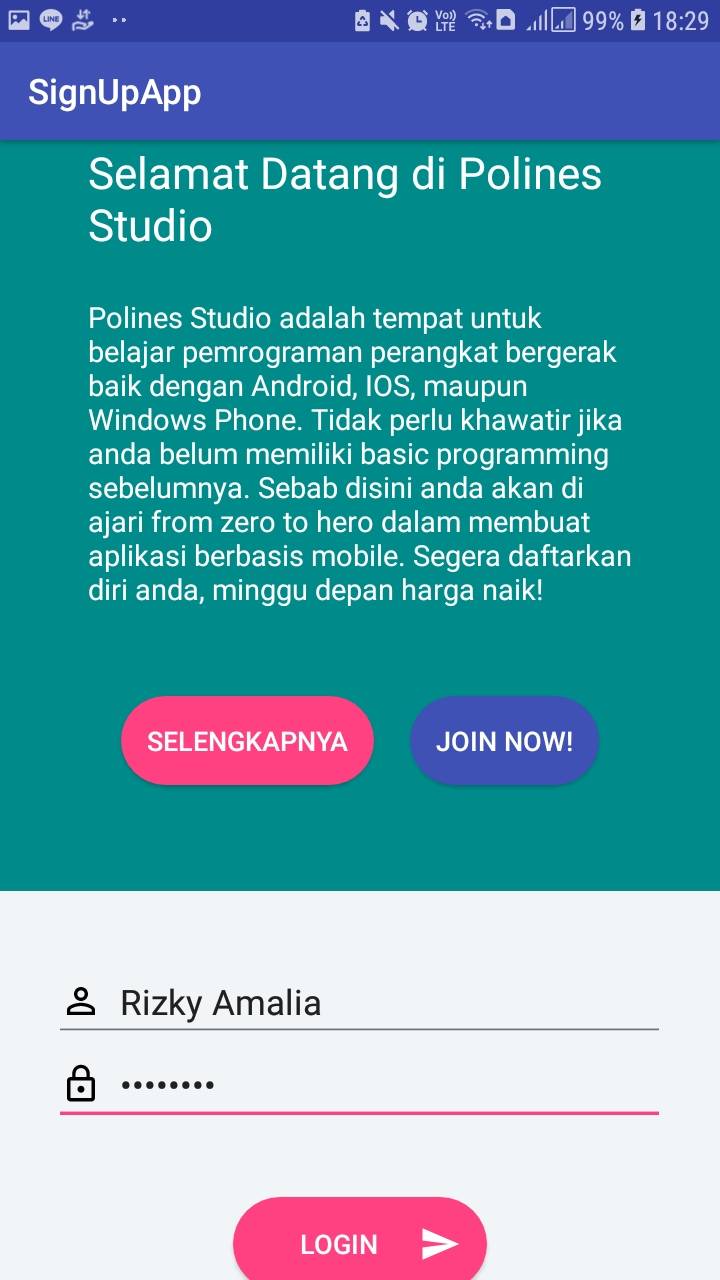 LINE
Vo)) LTE
99%
18:29
SignUpApp
Selamat Datang di Polines
Studio
Polines Studio adalah tempat untuk
belajar pemrograman perangkat bergerak
baik dengan Android, IOS, maupun
Windows Phone. Tidak perlu khawatir jika
anda belum memiliki basic programming
sebelumnya. Sebab disini anda akan di
ajari from zero to hero dalam membuat
aplikasi berbasis mobile. Segera daftarkan
diri anda, minggu depan harga naik!
SELENGKAPNYA
JOIN NOW!
Rizky Amalia
••••••••
LOGIN